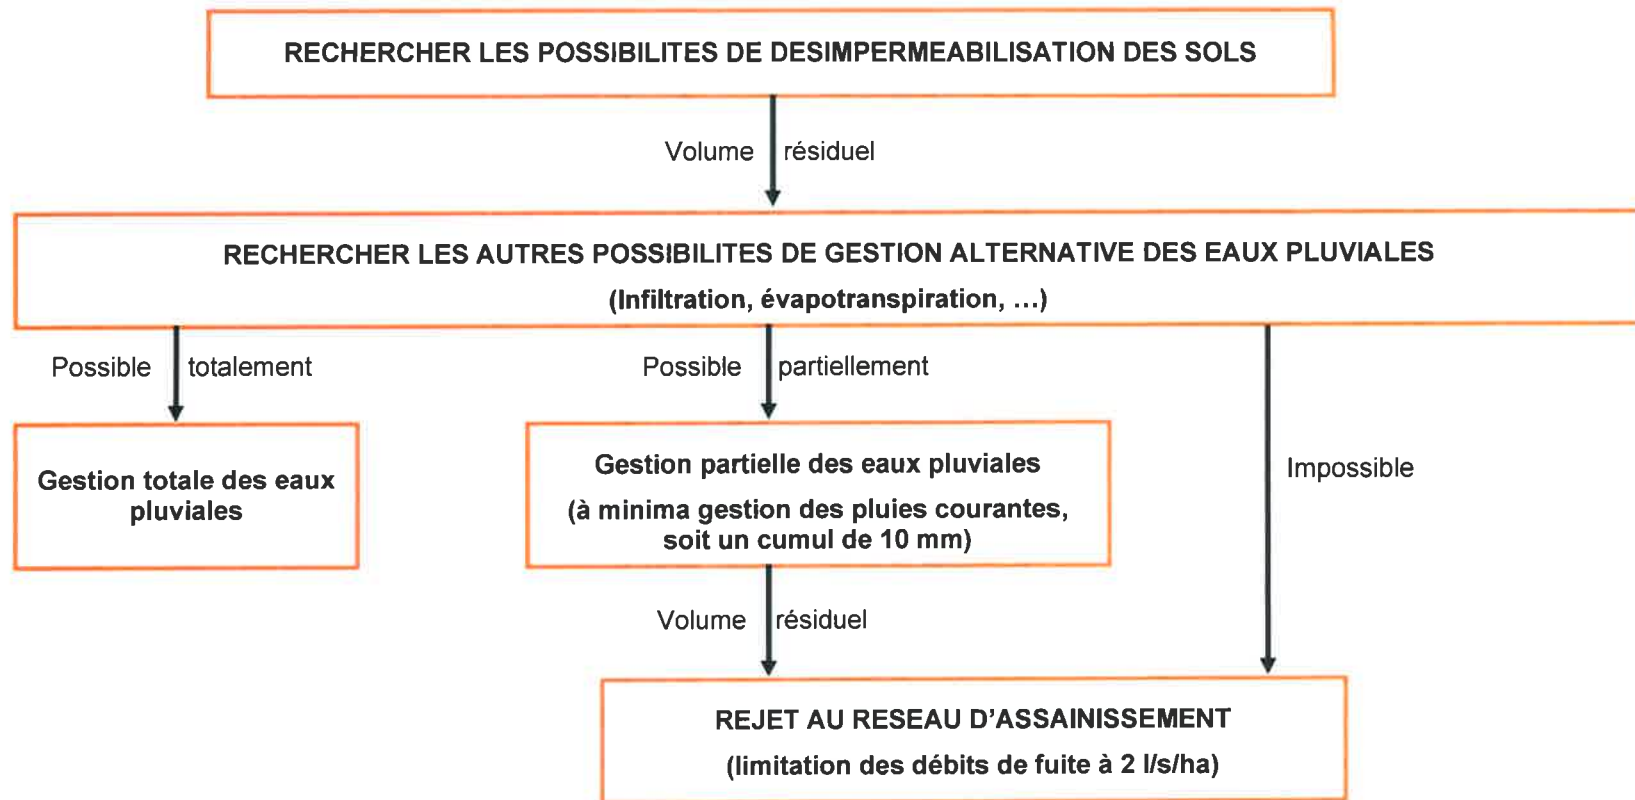 RECHERCHER LES POSSIBILITES DE DESIMPERMEABILISATION DES SOLS
Volume résiduel
RECHERCHER LES AUTRES POSSIBILITES DE GESTION ALTERNATIVE DES EAUX PLUVIALES
(Infiltration, évapotranspiration, …)
Possible totalement
Possible partiellement
Impossible
Gestion totale des eaux
pluviales
Gestion partielle des eaux pluviales
(à minima gestion des pluies courantes,
soit un cumul de 10 mm)
Volume résiduel
REJET AU RESEAU D'ASSAINISSEMENT
(limitation des débits de fuite à 2 l/s/ha)